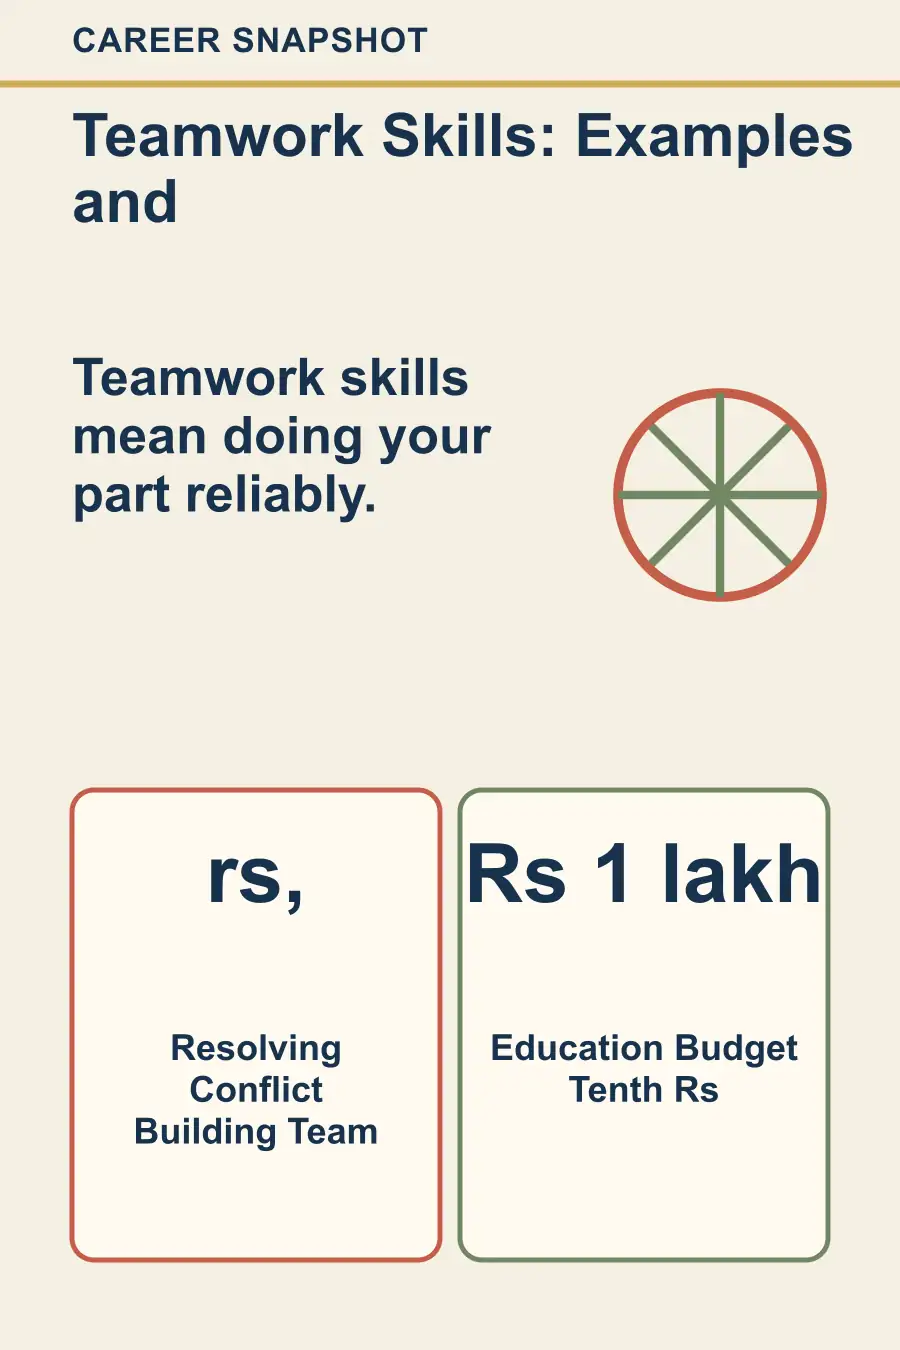 CAREER SNAPSHOT
Teamwork Skills: Examples
and
Teamwork skills
mean doing your
part reliably.
rs,
Resolving
Conflict
Building Team
Rs 1 lakh
Education Budget
Tenth Rs